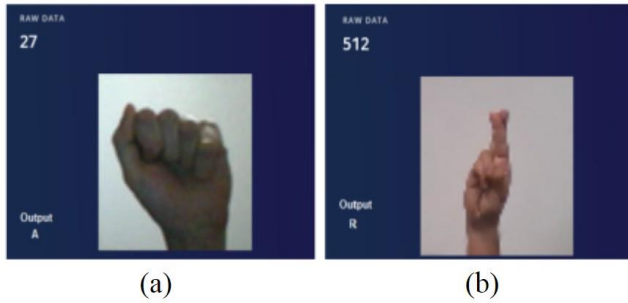 RAW DATA
27
Output
A
(a)
RAW DATA
512
Output
R
(b)